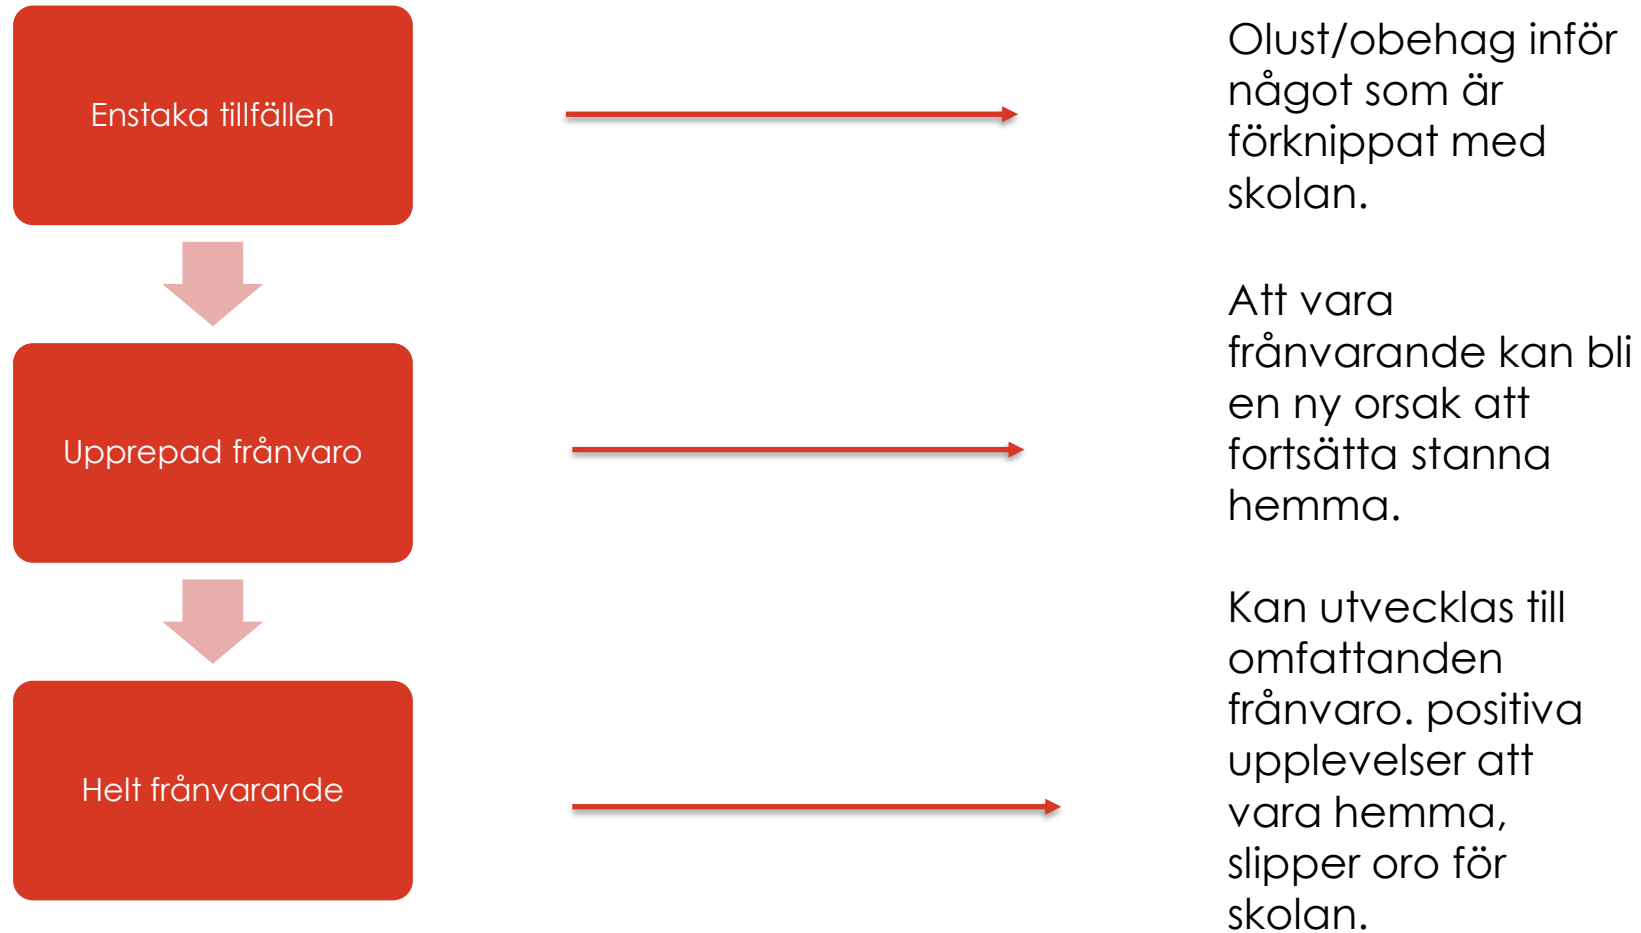 Enstaka tillfällen
Olust/obehag inför
något som är
förknippat med
skolan.
Upprepad frånvaro
Att vara
frånvarande kan bli
en ny orsak att
fortsätta stanna
hemma.
Helt frånvarande
Kan utvecklas till
omfattanden
frånvaro. positiva
upplevelser att
vara hemma,
slipper oro för
skolan.